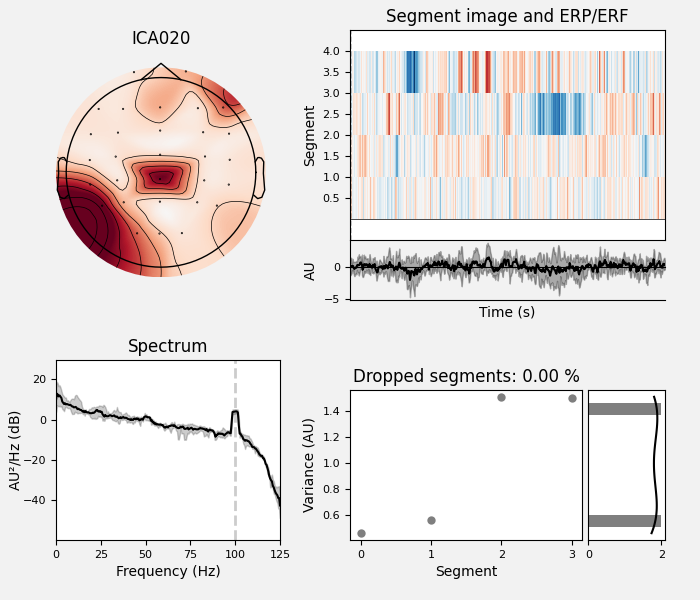 ICA020
Segment image and ERP/ERF
Segment
4.0
3.5
3.0
2.5
2.0
1.5
1.0
0.5
AU
0
−5
Time (s)
Spectrum
AU²/Hz (dB)
20
0
−20
−40
0 25 50 75 100 125
Frequency (Hz)
Dropped segments: 0.00 %
Variance (AU)
1.4
1.2
1.0
0.8
0.6
0 1 2 3
Segment
0 2